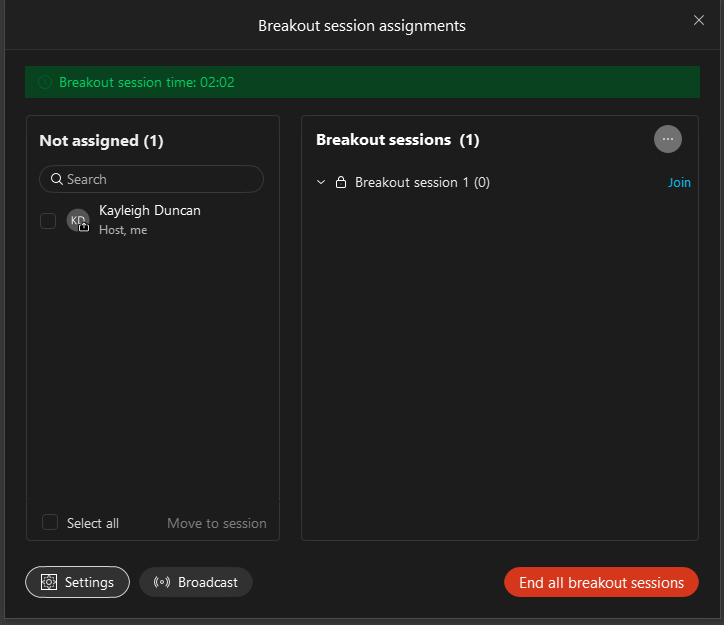 Breakout session assignments
Breakout session time: 02:02
Not assigned (1)
Search
KD
Kayleigh Duncan
Host, me
Select all
Move to session
Breakout sessions (1)
Breakout session 1 (0)
Join
Settings
Broadcast
End all breakout sessions